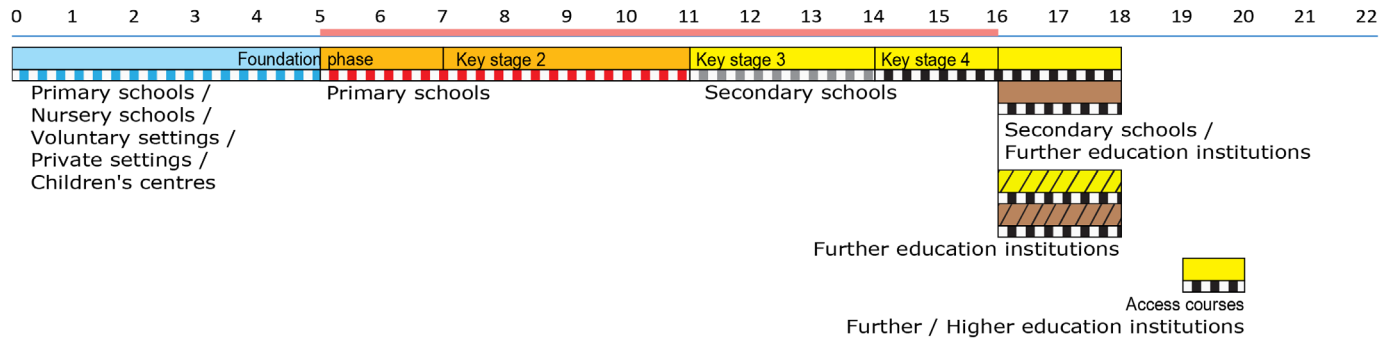 0 1 2 3 4 5 6 7 8 9 10 11 12 13 14 15 16 17 18 19 20 21 22
Foundation phase Key stage 2 Key stage 3 Key stage 4
Primary schools / Primary schools Secondary schools
Nursery schools /
Voluntary settings /
Private settings /
Children's centres
Secondary schools /
Further education institutions
Further education institutions
Access courses
Further / Higher education institutions